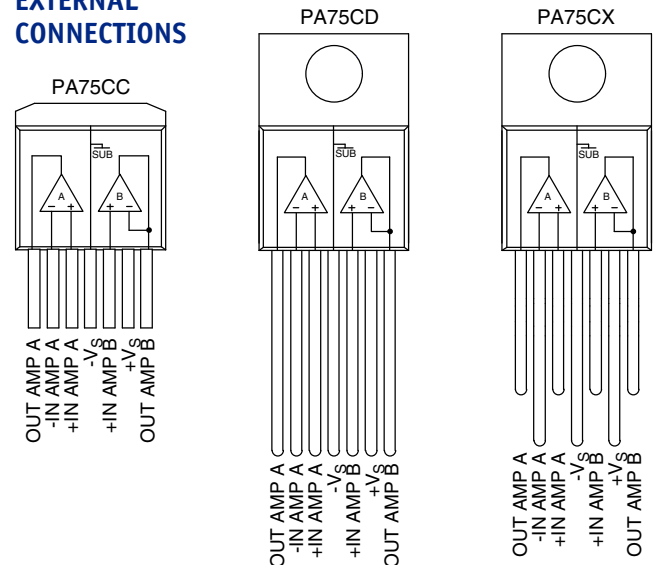 EXTERNAL
CONNECTIONS
PA75CC
SUB
A
B
- +
+ -
OUT AMP A
-IN AMP A
+IN AMP A
-VS
+IN AMP B
+VS
OUT AMP B
PA75CD
SUB
A
B
- +
+ -
OUT AMP A
-IN AMP A
+IN AMP A
-VS
+IN AMP B
+VS
OUT AMP B
PA75CX
SUB
A
B
- +
+ -
OUT AMP A
-IN AMP A
+IN AMP A
-VS
+IN AMP B
+VS
OUT AMP B